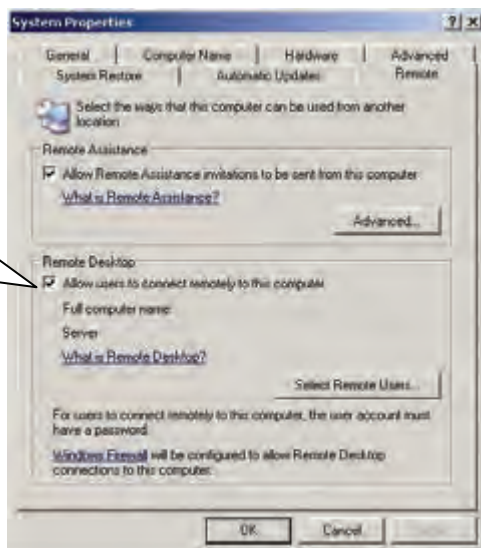 System Properties
General Computer Name Hardware Advanced
System Restore Automatic Updates Remote
Select the ways that this computer can be used from another
location
Remote Assistance
Allow Remote Assistance invitations to be sent from this computer
What is Remote Assistance?
Advanced...
Remote Desktop
Allow users to connect remotely to this computer
Full computer name:
Server
What is Remote Desktop?
Select Remote Users...
For users to connect remotely to this computer, the user account must
have a password.
Windows Firewall will be configured to allow Remote Desktop
connections to this computer.
OK Cancel